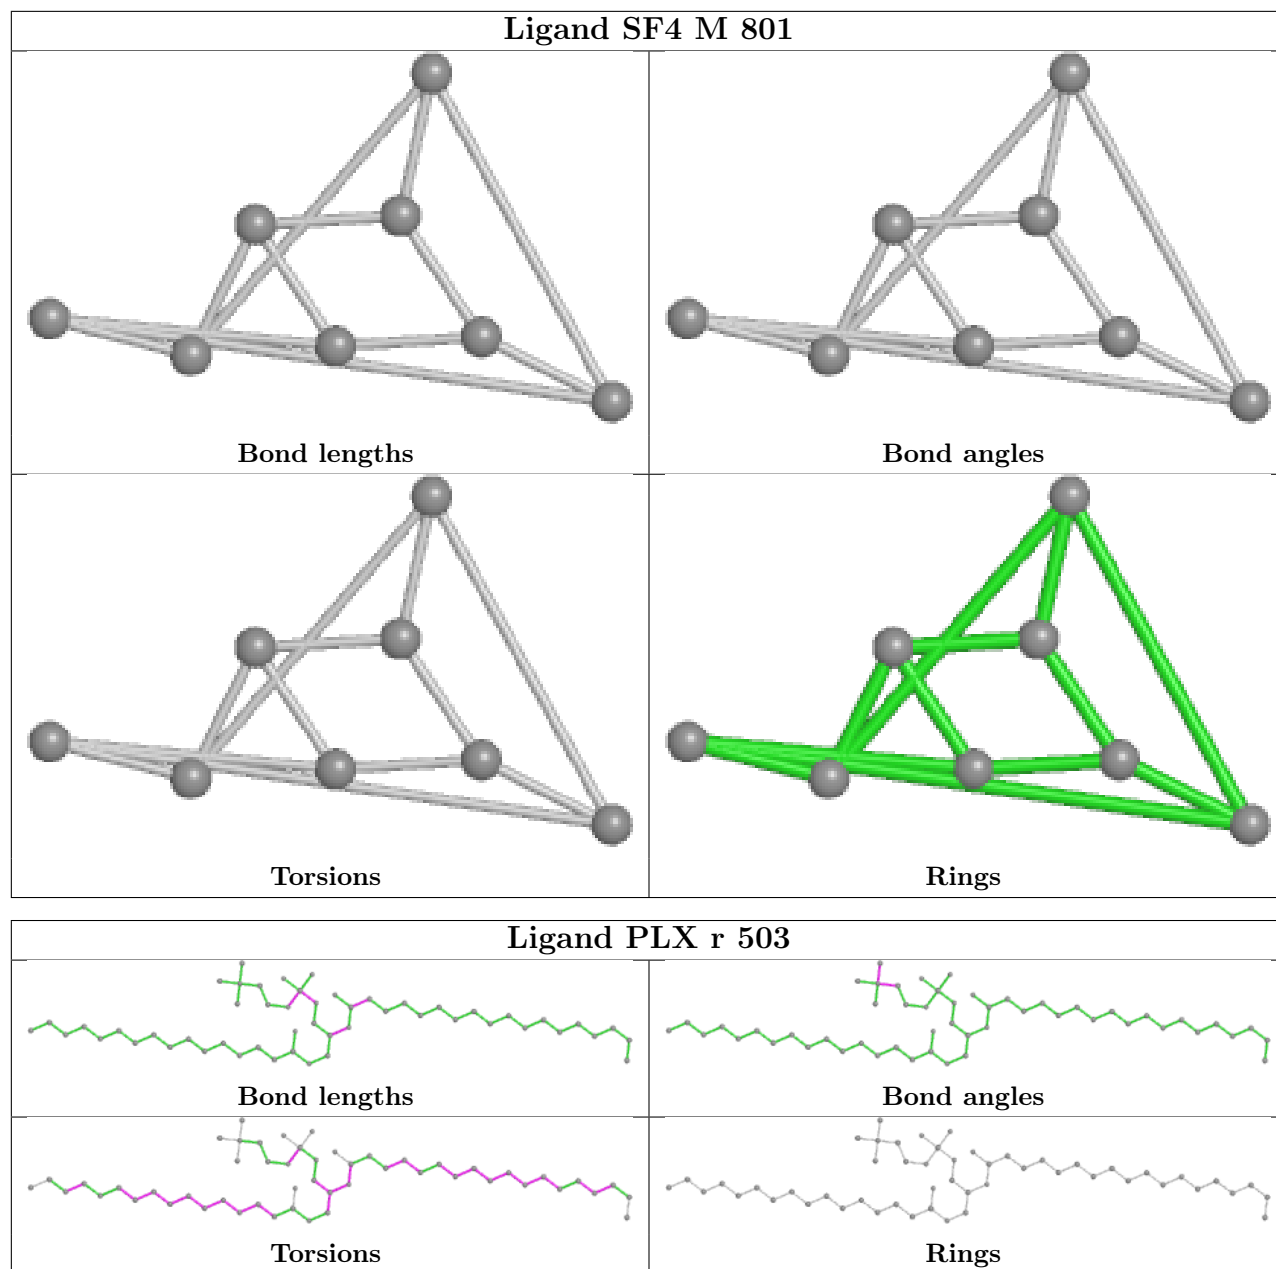 Ligand SF4 M 801
Bond lengths
Bond angles
Torsions
Rings
Ligand PLX r 503
Bond lengths
Bond angles
Torsions
Rings